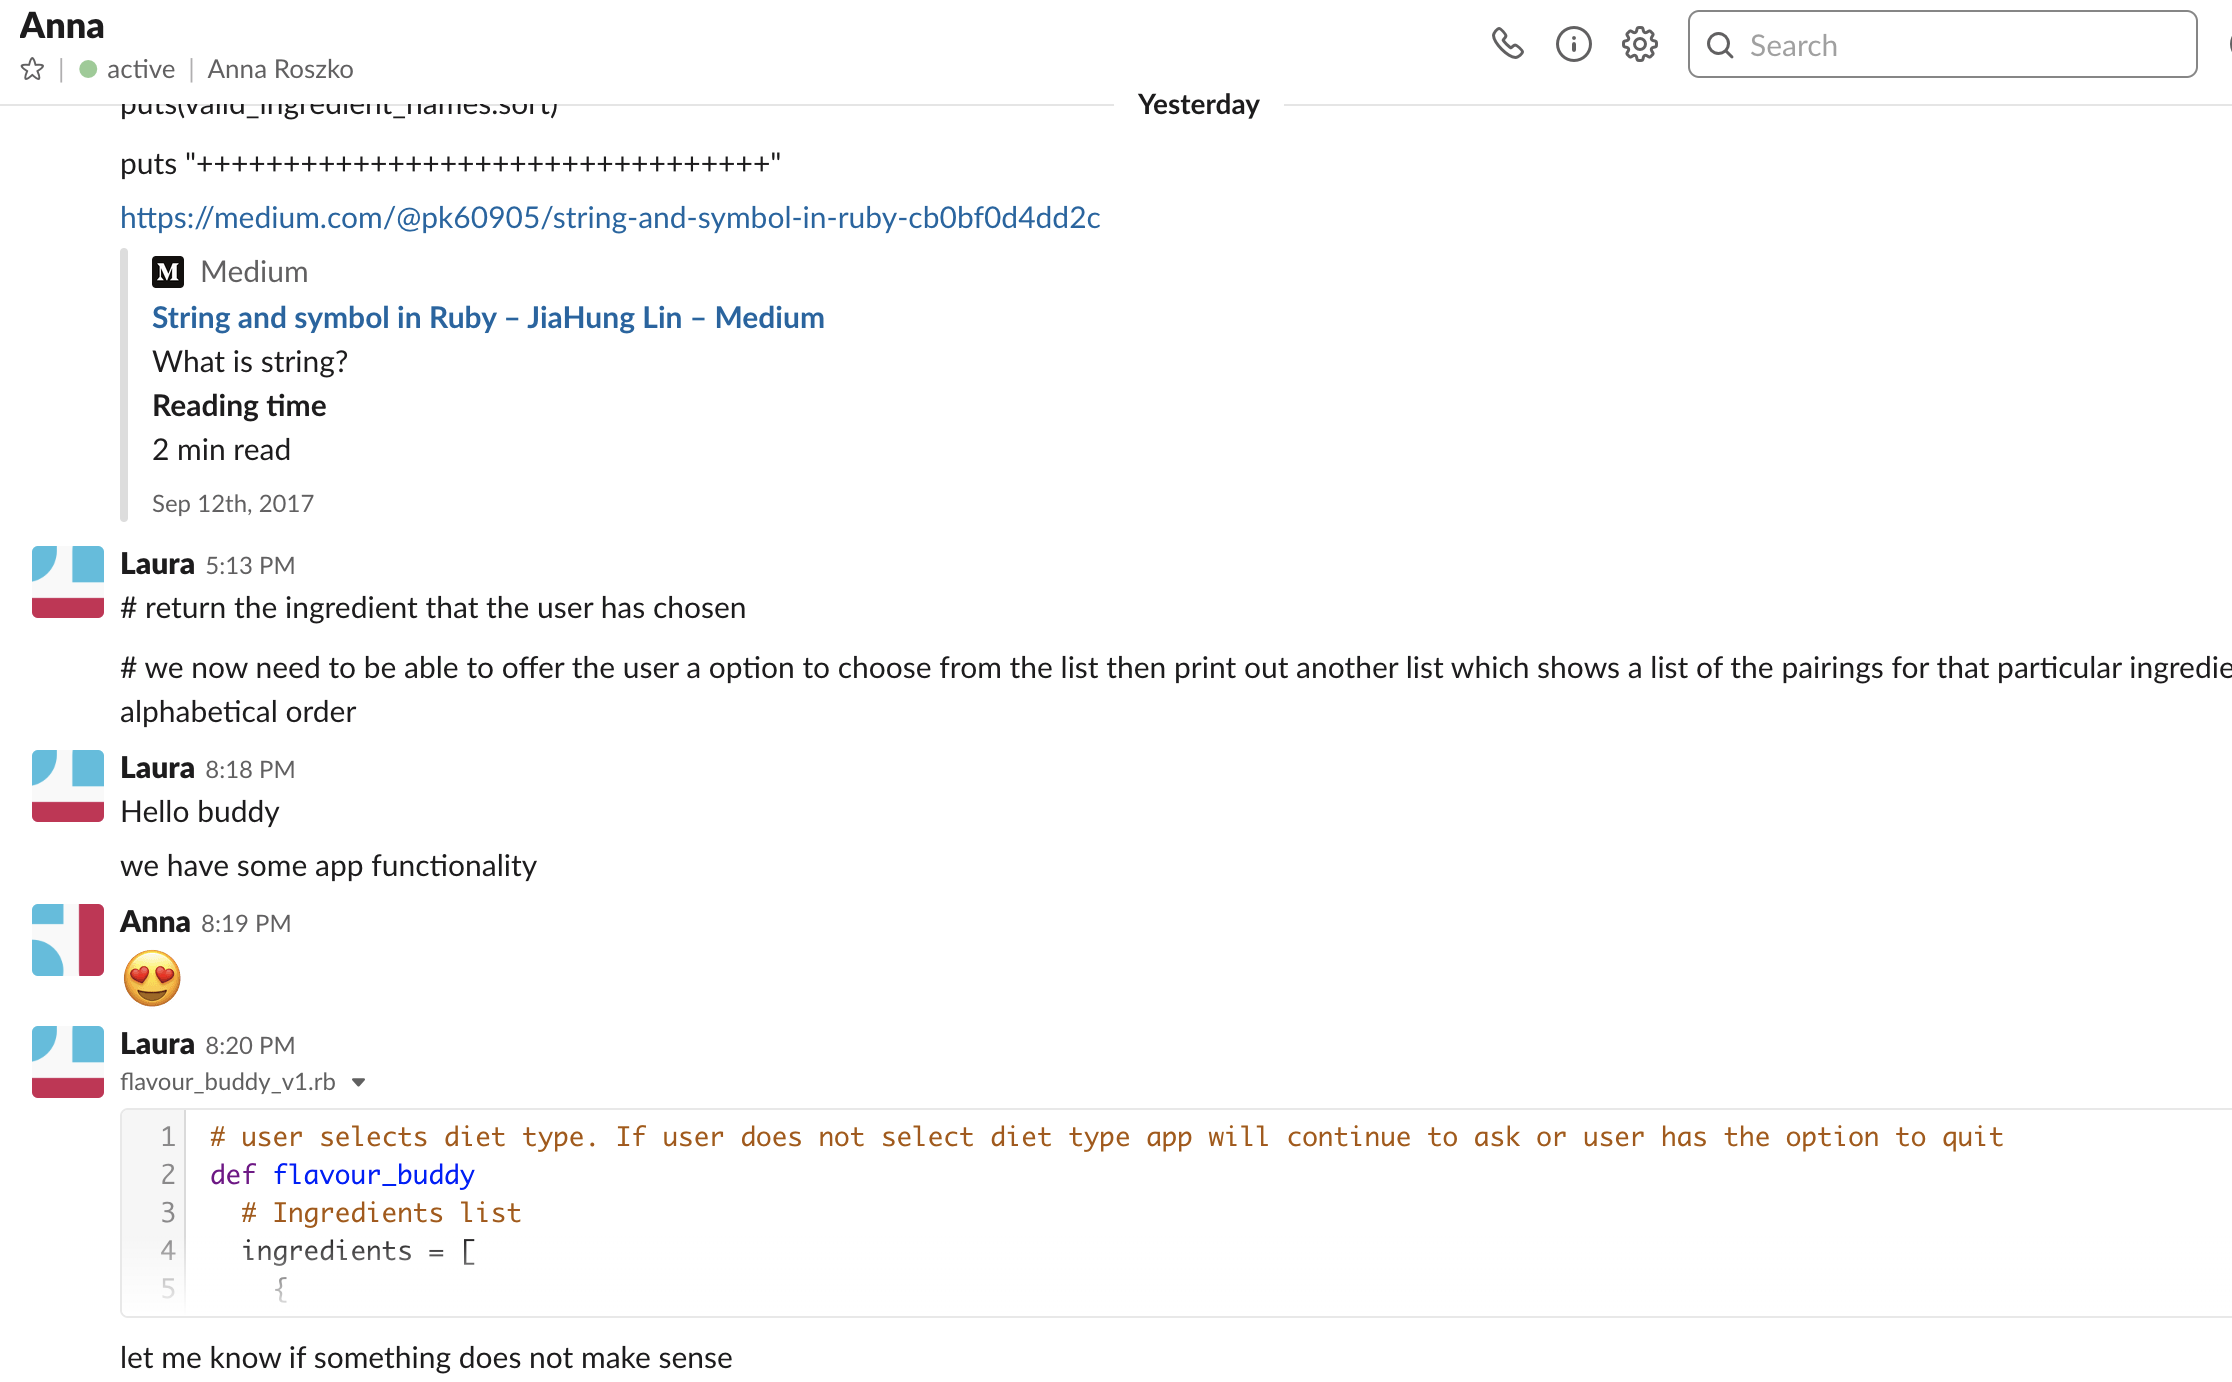 Anna
active | Anna Roszko
Search
Yesterday
puts(valid_ingredient_names.sort)
puts "+++++++++++++++++++++++++++++++++"
https://medium.com/@pk60905/string-and-symbol-in-ruby-cb0bf0d4dd2c
M Medium
String and symbol in Ruby – JiaHung Lin – Medium
What is string?
Reading time
2 min read
Sep 12th, 2017
Laura 5:13 PM
# return the ingredient that the user has chosen
# we now need to be able to offer the user a option to choose from the list then print out another list which shows a list of the pairings for that particular ingredie
alphabetical order
Laura 8:18 PM
Hello buddy
we have some app functionality
Anna 8:19 PM
Laura 8:20 PM
flavour_buddy_v1.rb
1 # user selects diet type. If user does not select diet type app will continue to ask or user has the option to quit
2 def flavour_buddy
3 # Ingredients list
4 ingredients = [
5 {
let me know if something does not make sense